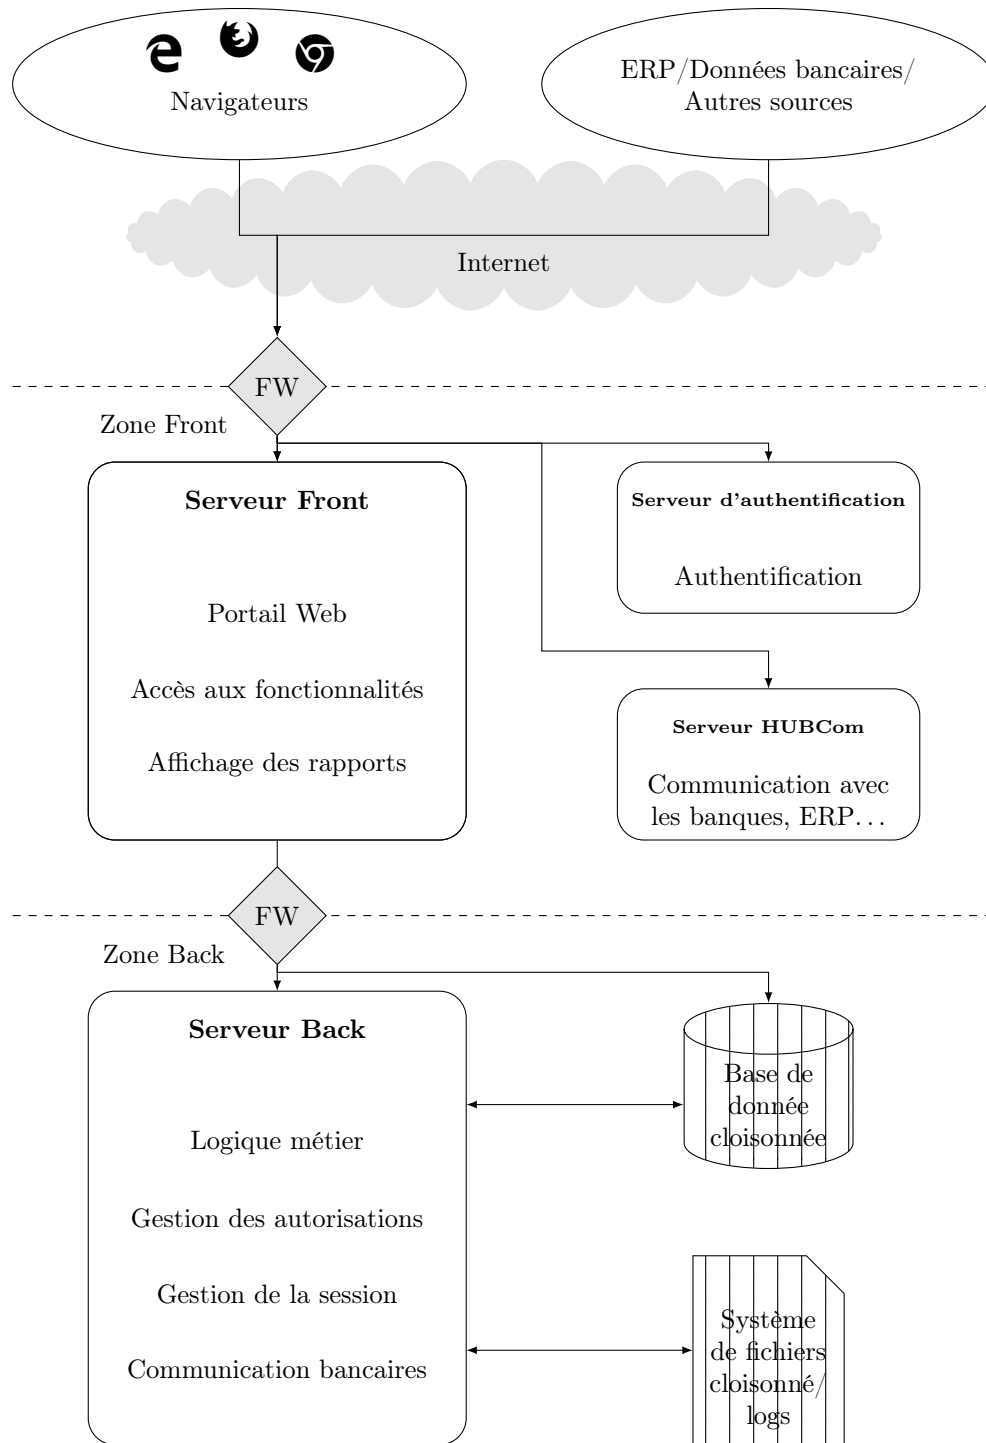 Navigateurs
ERP/Données bancaires/
Autres sources
Internet
FW
Zone Front
Serveur Front
Portail Web
Accès aux fonctionnalités
Affichage des rapports
Serveur d'authentification
Authentification
Serveur HUBCom
Communication avec
les banques, ERP...
FW
Zone Back
Serveur Back
Logique métier
Gestion des autorisations
Gestion de la session
Communication bancaires
Base de
donnée
cloisonnée
Système
de fichiers
cloisonné/
logs